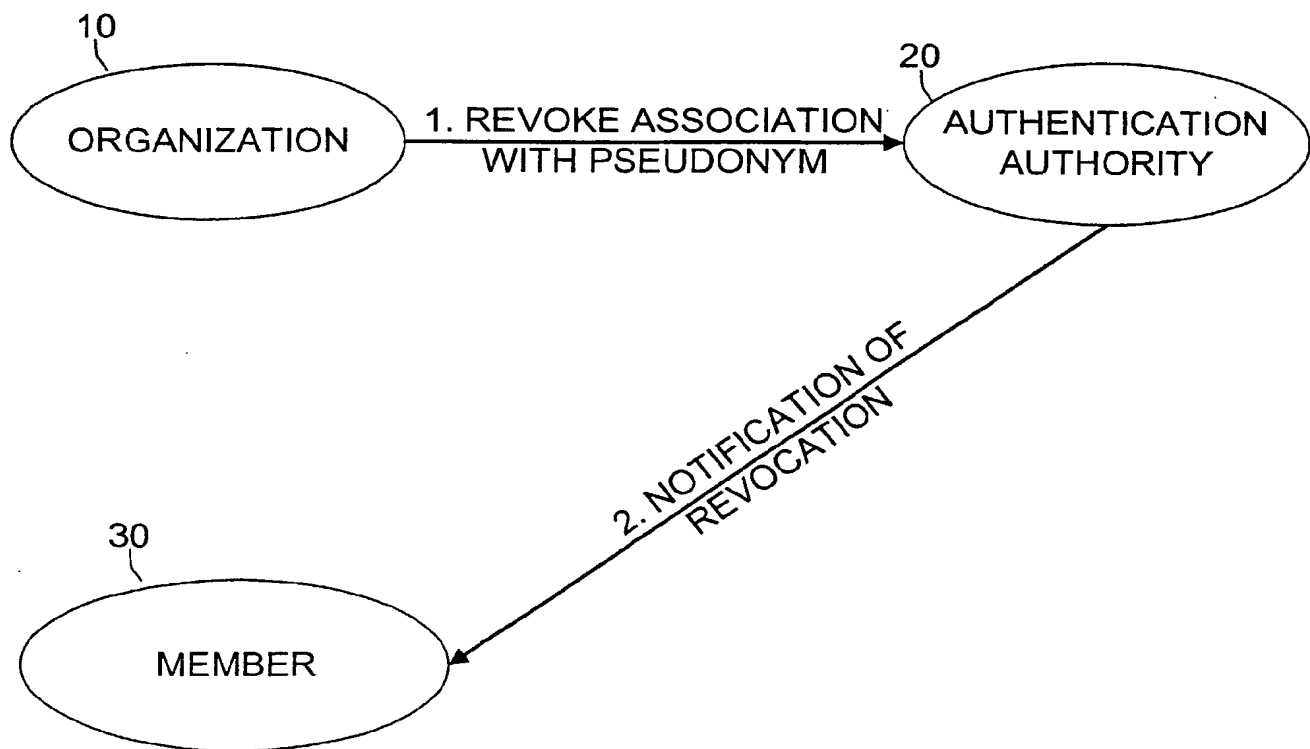 10
ORGANIZATION
1. REVOKE ASSOCIATION
WITH PSEUDONYM
20
AUTHENTICATION
AUTHORITY
2. NOTIFICATION OF
REVOCATION
30
MEMBER